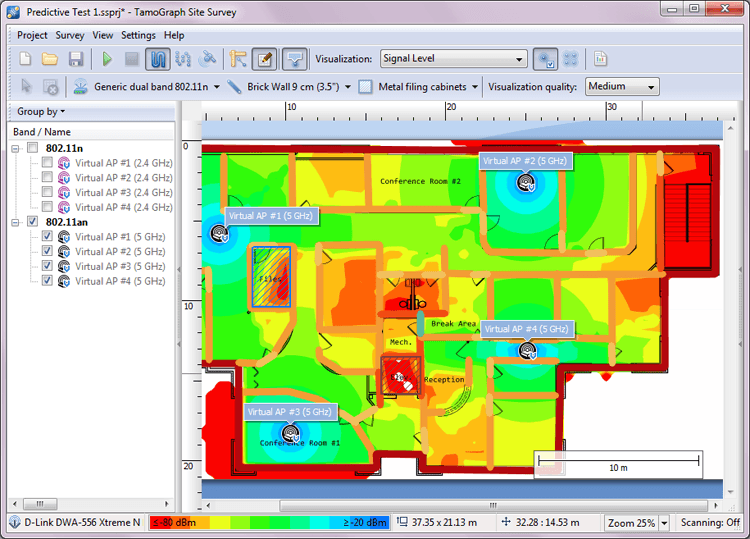 Predictive Test 1.ssprj* - TamoGraph Site Survey
Project Survey View Settings Help
Visualization: Signal Level
Generic dual band 802.11n Brick Wall 9 cm (3.5") Metal filing cabinets Visualization quality: Medium
Group by
Band / Name
802.11n
Virtual AP #1 (2.4 GHz)
Virtual AP #2 (2.4 GHz)
Virtual AP #3 (2.4 GHz)
Virtual AP #4 (2.4 GHz)
802.11an
Virtual AP #1 (5 GHz)
Virtual AP #2 (5 GHz)
Virtual AP #3 (5 GHz)
Virtual AP #4 (5 GHz)
10 20 30
0
10
20
Virtual AP #2 (5 GHz)
Conference Room #2
Virtual AP #1 (5 GHz)
Files
Break Area
Virtual AP #4 (5 GHz)
Mech.
Elev.
Reception
Virtual AP #3 (5 GHz)
Conference Room #1
10 m
D-Link DWA-556 Xtreme N ≤-80 dBm ≥-20 dBm 37.35 x 21.13 m 32.28 : 14.53 m Zoom 25% Scanning: Off